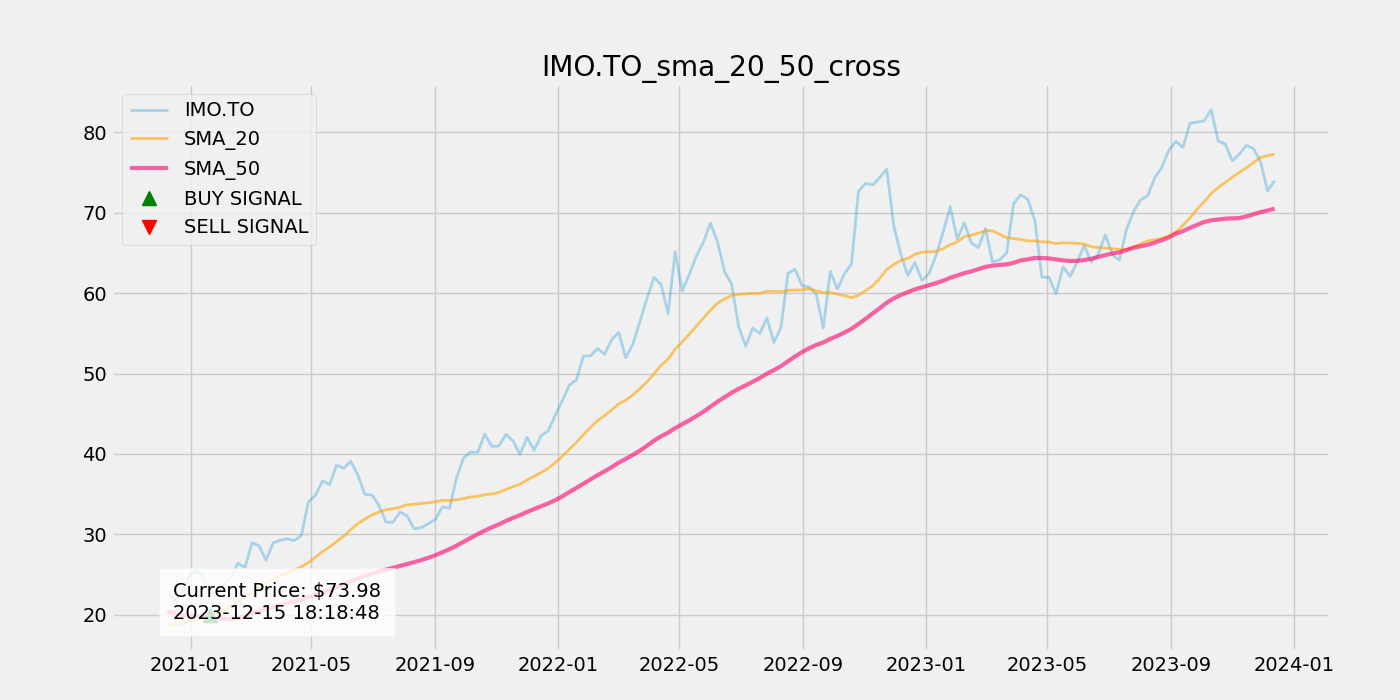 IMO.TO_sma_20_50_cross
IMO.TO
SMA_20
SMA_50
BUY SIGNAL
SELL SIGNAL
80
70
60
50
40
30
20
Current Price: $73.98
2023-12-15 18:18:48
2021-01 2021-05 2021-09 2022-01 2022-05 2022-09 2023-01 2023-05 2023-09 2024-01